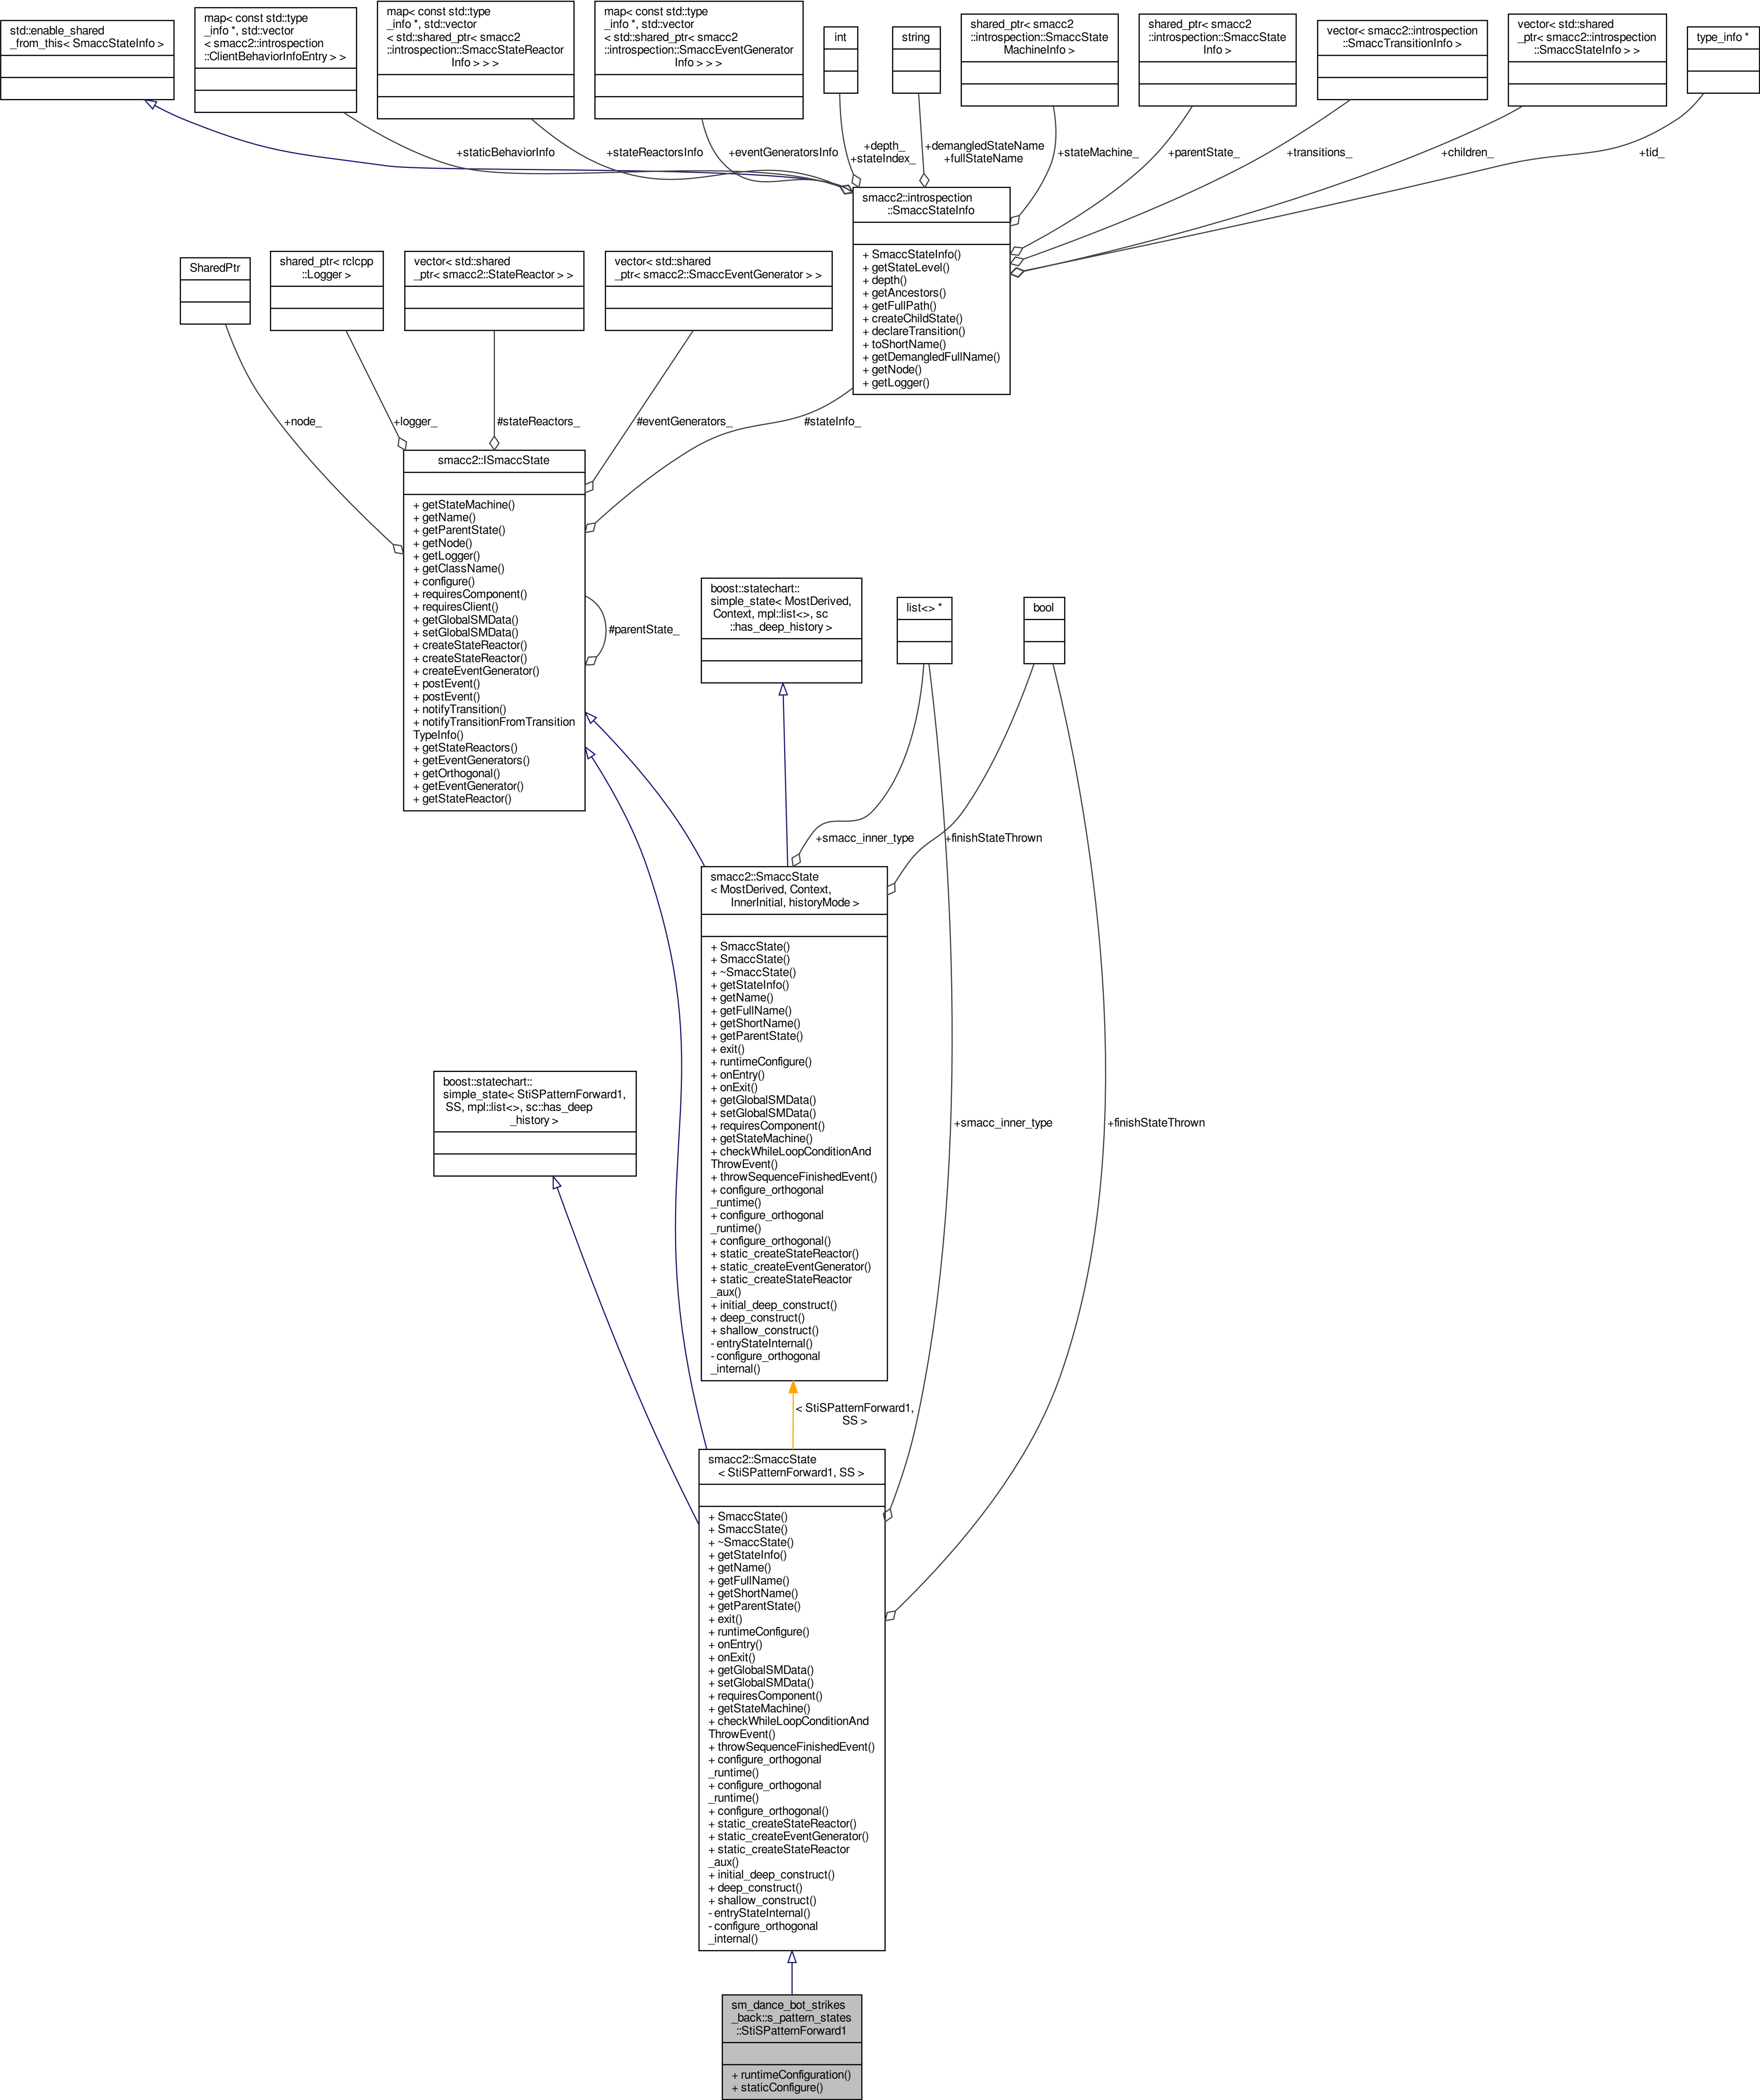 std::enable_shared
_from_this< SmaccStateInfo >
map< const std::type
_info *, std::vector
< smacc2::introspection
::ClientBehaviorInfoEntry > >
map< const std::type
_info *, std::vector
< std::shared_ptr< smacc2
::introspection::SmaccStateReactor
Info > > >
map< const std::type
_info *, std::vector
< std::shared_ptr< smacc2
::introspection::SmaccEventGenerator
Info > > >
int
string
shared_ptr< smacc2
::introspection::SmaccState
MachineInfo >
shared_ptr< smacc2
::introspection::SmaccState
Info >
vector< smacc2::introspection
::SmaccTransitionInfo >
vector< std::shared
_ptr< smacc2::introspection
::SmaccStateInfo > >
type_info *
+staticBehaviorInfo
+stateReactorsInfo
+eventGeneratorsInfo
+depth_
+stateIndex_
+demangledStateName
+fullStateName
+stateMachine_
+parentState_
+transitions_
+children_
+tid_
smacc2::introspection
::SmaccStateInfo
+ SmaccStateInfo()
+ getStateLevel()
+ depth()
+ getAncestors()
+ getFullPath()
+ createChildState()
+ declareTransition()
+ toShortName()
+ getDemangledFullName()
+ getNode()
+ getLogger()
SharedPtr
shared_ptr< rclcpp
::Logger >
vector< std::shared
_ptr< smacc2::StateReactor > >
vector< std::shared
_ptr< smacc2::SmaccEventGenerator > >
+node_
+logger_
#stateReactors_
#eventGenerators_
#stateInfo_
smacc2::ISmaccState
+ getStateMachine()
+ getName()
+ getParentState()
+ getNode()
+ getLogger()
+ getClassName()
+ configure()
+ requiresComponent()
+ requiresClient()
+ getGlobalSMData()
+ setGlobalSMData()
+ createStateReactor()
+ createStateReactor()
+ createEventGenerator()
+ postEvent()
+ postEvent()
+ notifyTransition()
+ notifyTransitionFromTransition
TypeInfo()
+ getStateReactors()
+ getEventGenerators()
+ getOrthogonal()
+ getEventGenerator()
+ getStateReactor()
#parentState_
boost::statechart::
simple_state< MostDerived,
Context, mpl::list<>, sc
::has_deep_history >
list<> *
bool
+smacc_inner_type
+finishStateThrown
smacc2::SmaccState
< MostDerived, Context,
InnerInitial, historyMode >
+ SmaccState()
+ SmaccState()
+ ~SmaccState()
+ getStateInfo()
+ getName()
+ getFullName()
+ getShortName()
+ getParentState()
+ exit()
+ runtimeConfigure()
+ onEntry()
+ onExit()
+ getGlobalSMData()
+ setGlobalSMData()
+ requiresComponent()
+ getStateMachine()
+ checkWhileLoopConditionAnd
ThrowEvent()
+ throwSequenceFinishedEvent()
+ configure_orthogonal
_runtime()
+ configure_orthogonal
_runtime()
+ configure_orthogonal()
+ static_createStateReactor()
+ static_createEventGenerator()
+ static_createStateReactor
_aux()
+ initial_deep_construct()
+ deep_construct()
+ shallow_construct()
- entryStateInternal()
- configure_orthogonal
_internal()
boost::statechart::
simple_state< StiSPatternForward1,
SS, mpl::list<>, sc::has_deep
_history >
+smacc_inner_type
+finishStateThrown
< StiSPatternForward1,
SS >
smacc2::SmaccState
< StiSPatternForward1, SS >
+ SmaccState()
+ SmaccState()
+ ~SmaccState()
+ getStateInfo()
+ getName()
+ getFullName()
+ getShortName()
+ getParentState()
+ exit()
+ runtimeConfigure()
+ onEntry()
+ onExit()
+ getGlobalSMData()
+ setGlobalSMData()
+ requiresComponent()
+ getStateMachine()
+ checkWhileLoopConditionAnd
ThrowEvent()
+ throwSequenceFinishedEvent()
+ configure_orthogonal
_runtime()
+ configure_orthogonal
_runtime()
+ configure_orthogonal()
+ static_createStateReactor()
+ static_createEventGenerator()
+ static_createStateReactor
_aux()
+ initial_deep_construct()
+ deep_construct()
+ shallow_construct()
- entryStateInternal()
- configure_orthogonal
_internal()
sm_dance_bot_strikes
_back::s_pattern_states
::StiSPatternForward1
+ runtimeConfiguration()
+ staticConfigure()